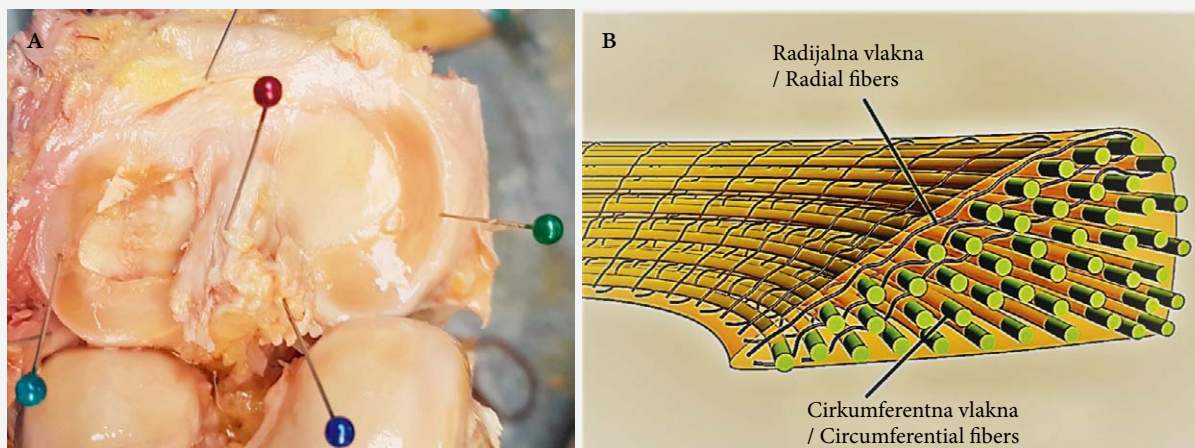 A
B
Radijalna vlakna
/ Radial fibers
Cirkumferentna vlakna
/ Circumferential fibers